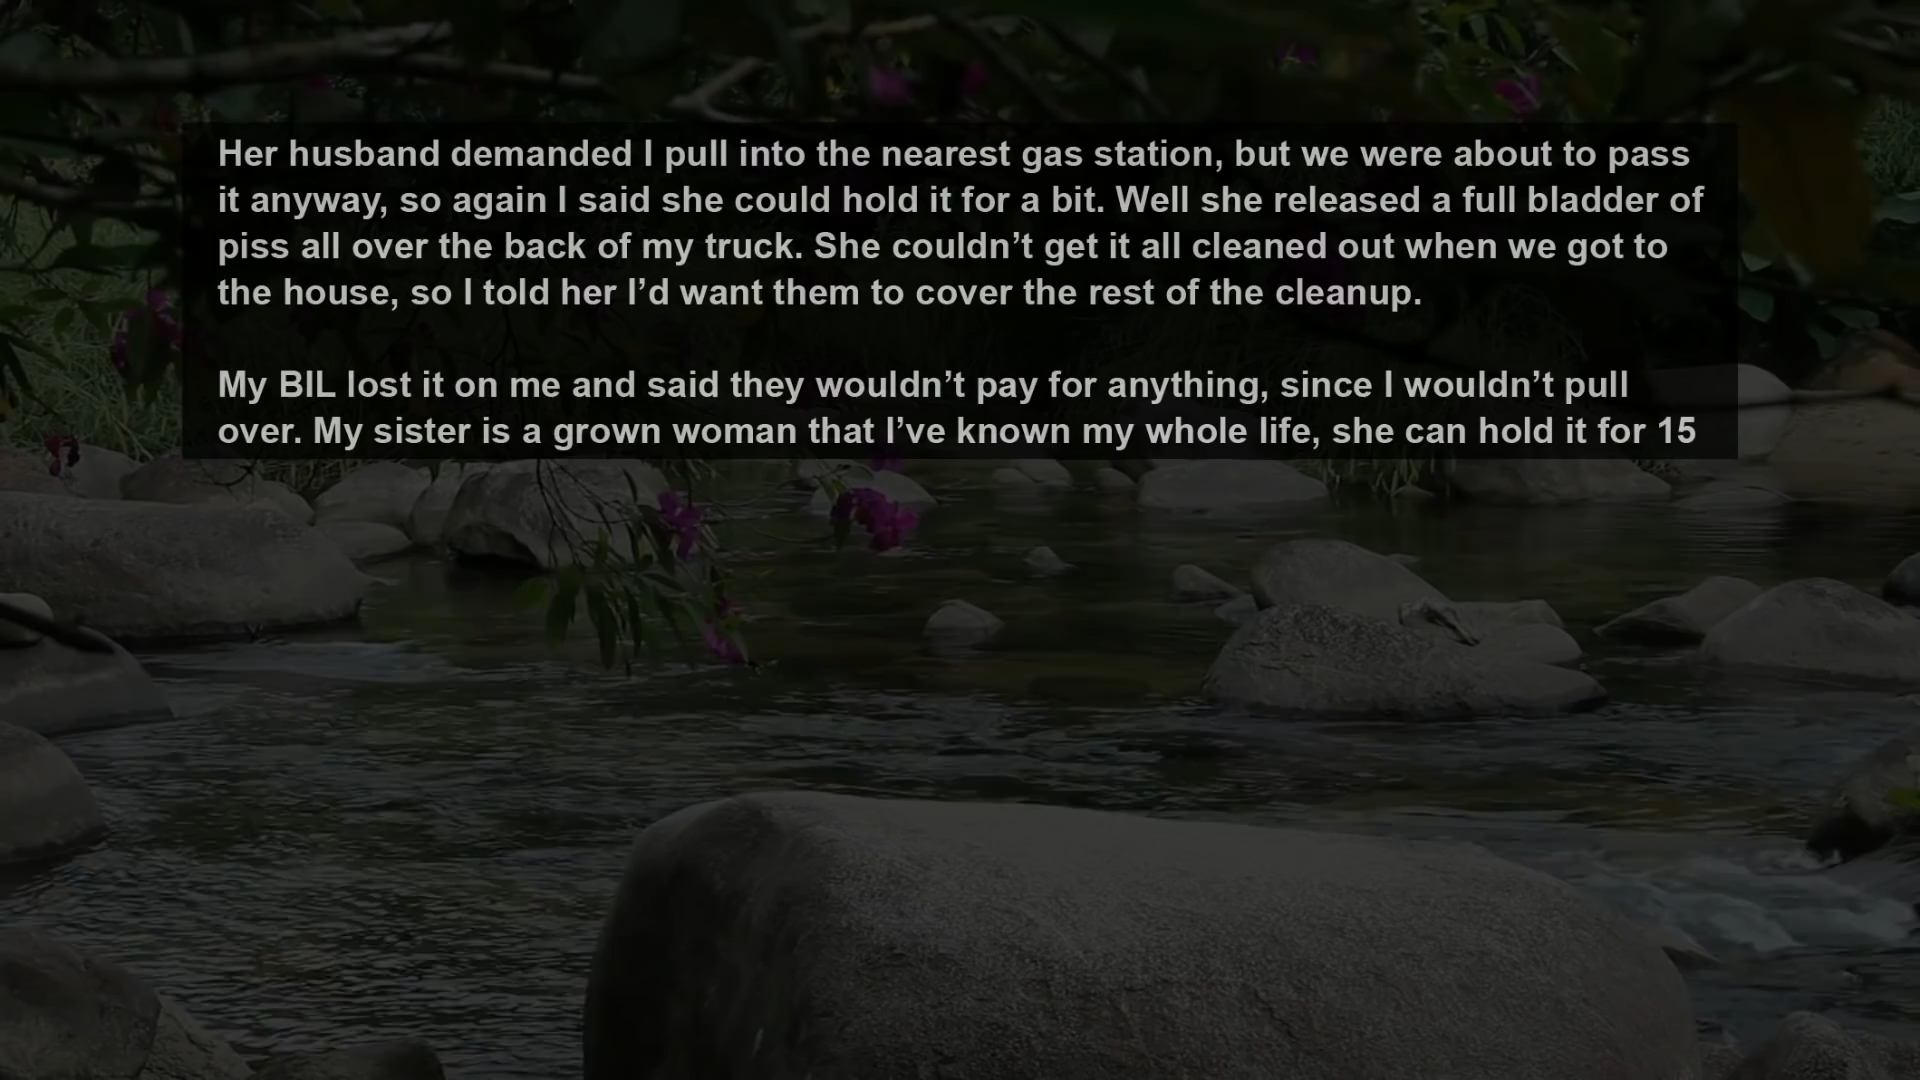 Her husband demanded I pull into the nearest gas station, but we were about to pass
it anyway, so again I said she could hold it for a bit. Well she released a full bladder of
piss all over the back of my truck. She couldn’t get it all cleaned out when we got to
the house, so I told her I’d want them to cover the rest of the cleanup.
My BIL lost it on me and said they wouldn’t pay for anything, since I wouldn’t pull
over. My sister is a grown woman that I’ve known my whole life, she can hold it for 15